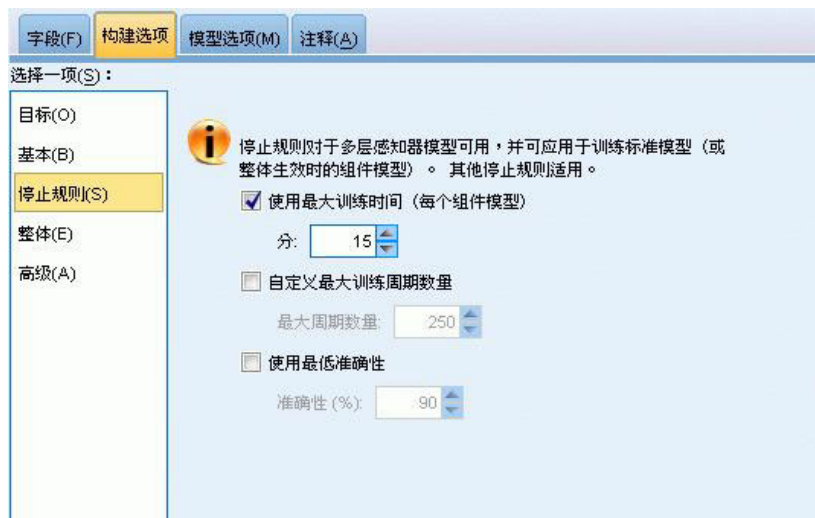 字段(F) 构建选项 模型选项(M) 注释(A)
选择一项(S)：
目标(O)
基本(B)
停止规则(S)
整体(E)
高级(A)
停止规则对于多层感知器模型可用，并可应用于训练标准模型（或
整体生效时的组件模型）。 其他停止规则适用。
使用最大训练时间（每个组件模型）
分: 15
自定义最大训练周期数量
最大周期数量: 250
使用最低准确性
准确性 (%): 90